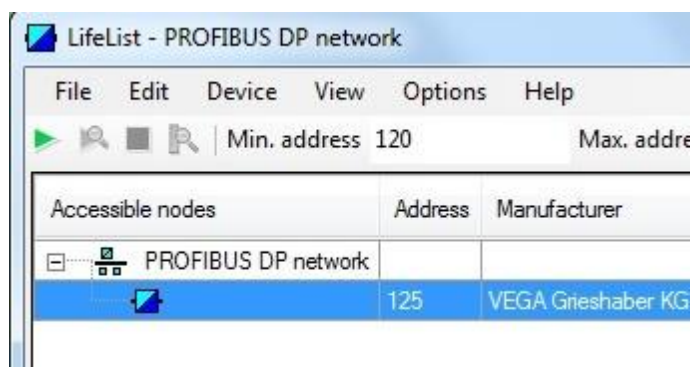 LifeList - PROFIBUS DP network
File Edit Device View Options Help
Min. address 120 Max. addre
Accessible nodes Address Manufacturer
PROFIBUS DP network
125 VEGA Grieshaber KG